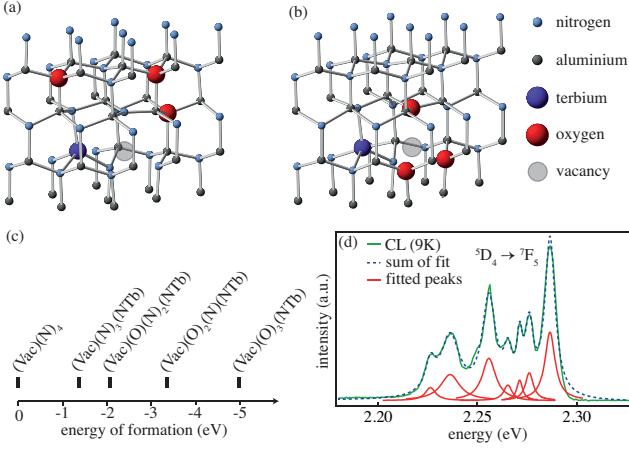 (a)
(b)
nitrogen
aluminium
terbium
oxygen
vacancy
(c)
(Vac)(N)₄
(Vac)(N)₃(NTb)
(Vac)(O)(N)₂(NTb)
(Vac)(O)₂(N)(NTb)
(Vac)(O)₃(NTb)
0 -1 -2 -3 -4 -5
energy of formation (eV)
(d)
CL (9K)
sum of fit
fitted peaks
⁵D₄ → ⁷F₅
intensity (a.u.)
2.20 2.25 2.30
energy (eV)